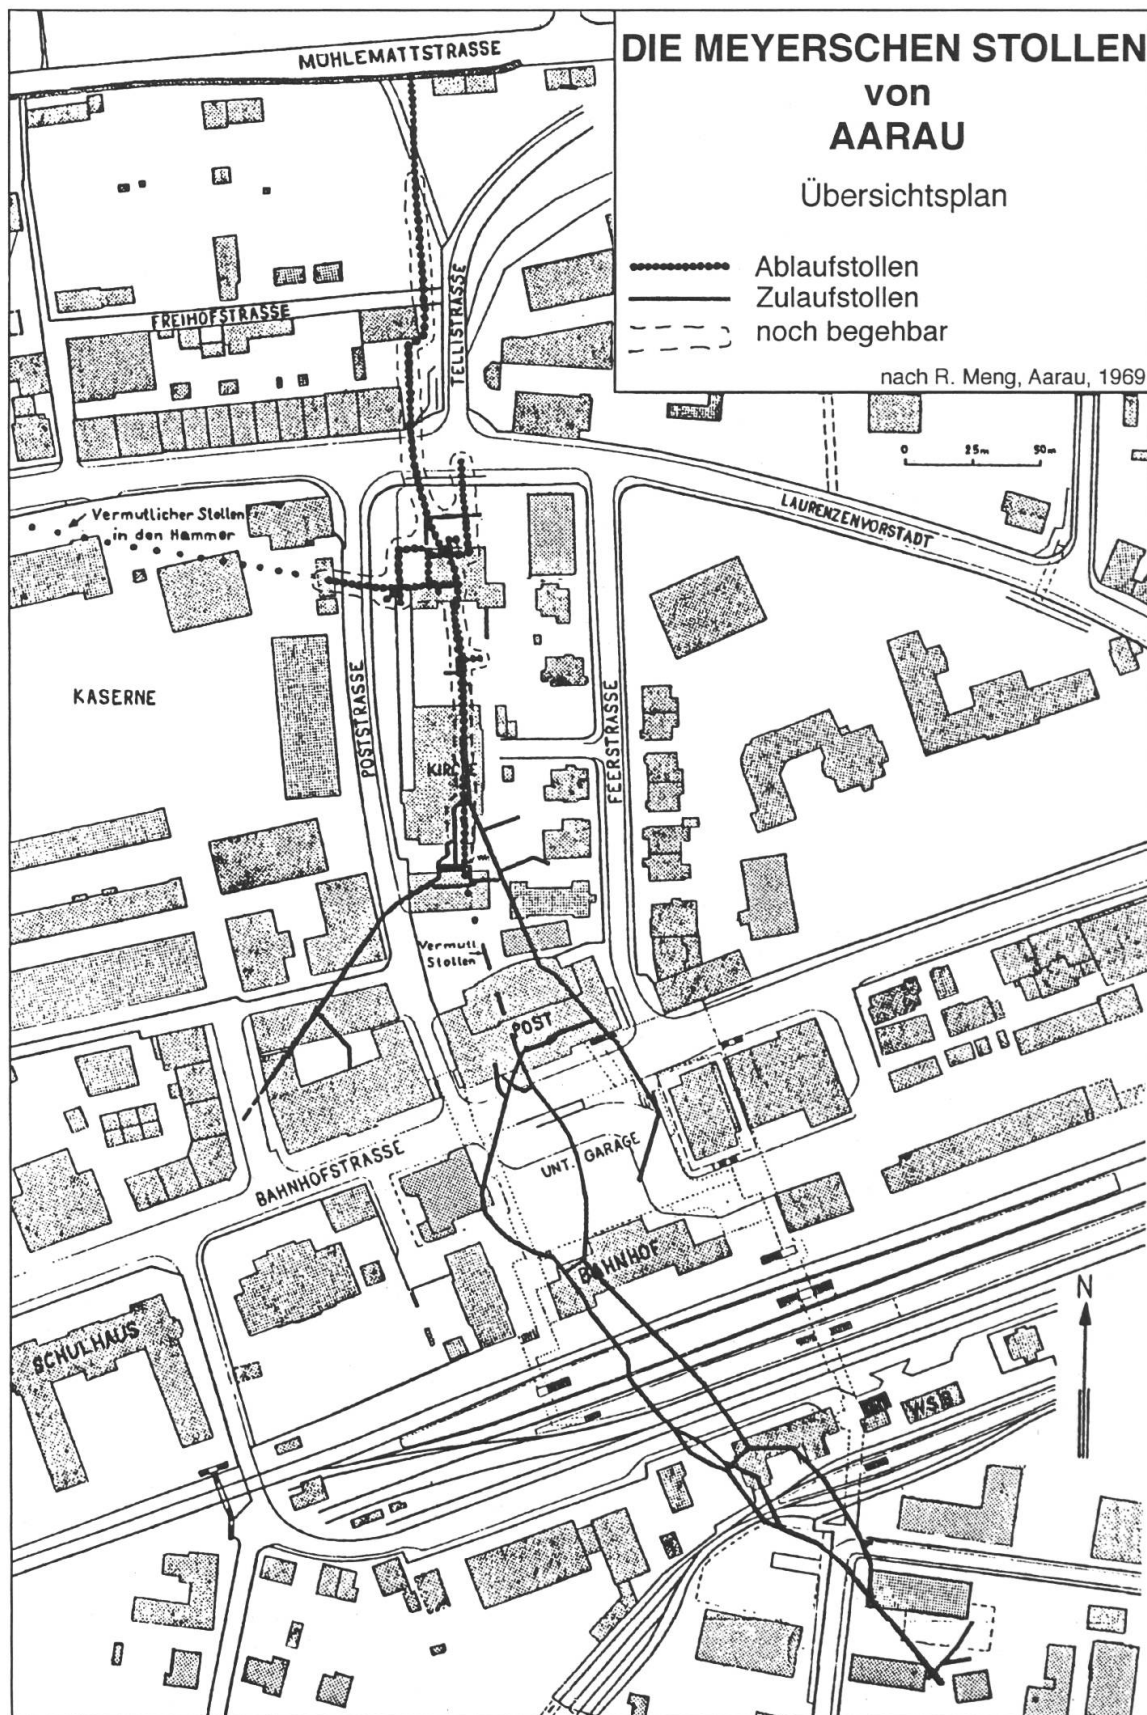 DIE MEYERSCHEN STOLLEN
von
AARAU
Übersichtsplan
Ablaufstollen
Zulaufstollen
noch begehbar
nach R. Meng, Aarau, 1969
MÜHLEMATTSTRASSE
FREIHOFSTRASSE
TELLISTRASSE
0 25m 50m
LAURENZENVORSTADT
Vermutlicher Stollen
in den Hammer
KASERNE
POSTSTRASSE
FEERSTRASSE
Vermutl
Stollen
POST
UNT. GARAGE
BAHNHOFSTRASSE
BAHNHOF
N
SCHULHAUS
WSB